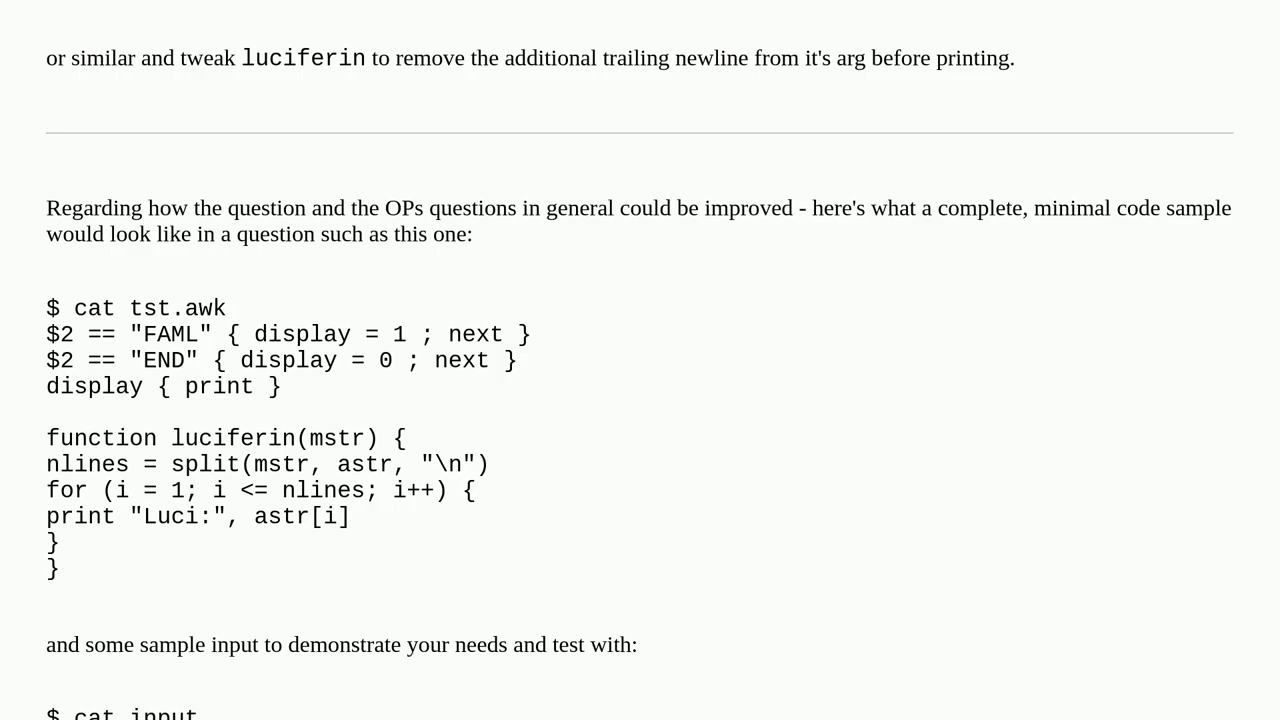 or similar and tweak luciferin to remove the additional trailing newline from it's arg before printing.
Regarding how the question and the OPs questions in general could be improved - here's what a complete, minimal code sample
would look like in a question such as this one:
$ cat tst.awk
$2 == "FAML" { display = 1 ; next }
$2 == "END" { display = 0 ; next }
display { print }
function luciferin(mstr) {
nlines = split(mstr, astr, "\n")
for (i = 1; i <= nlines; i++) {
print "Luci:", astr[i]
}
}
and some sample input to demonstrate your needs and test with:
$ cat input